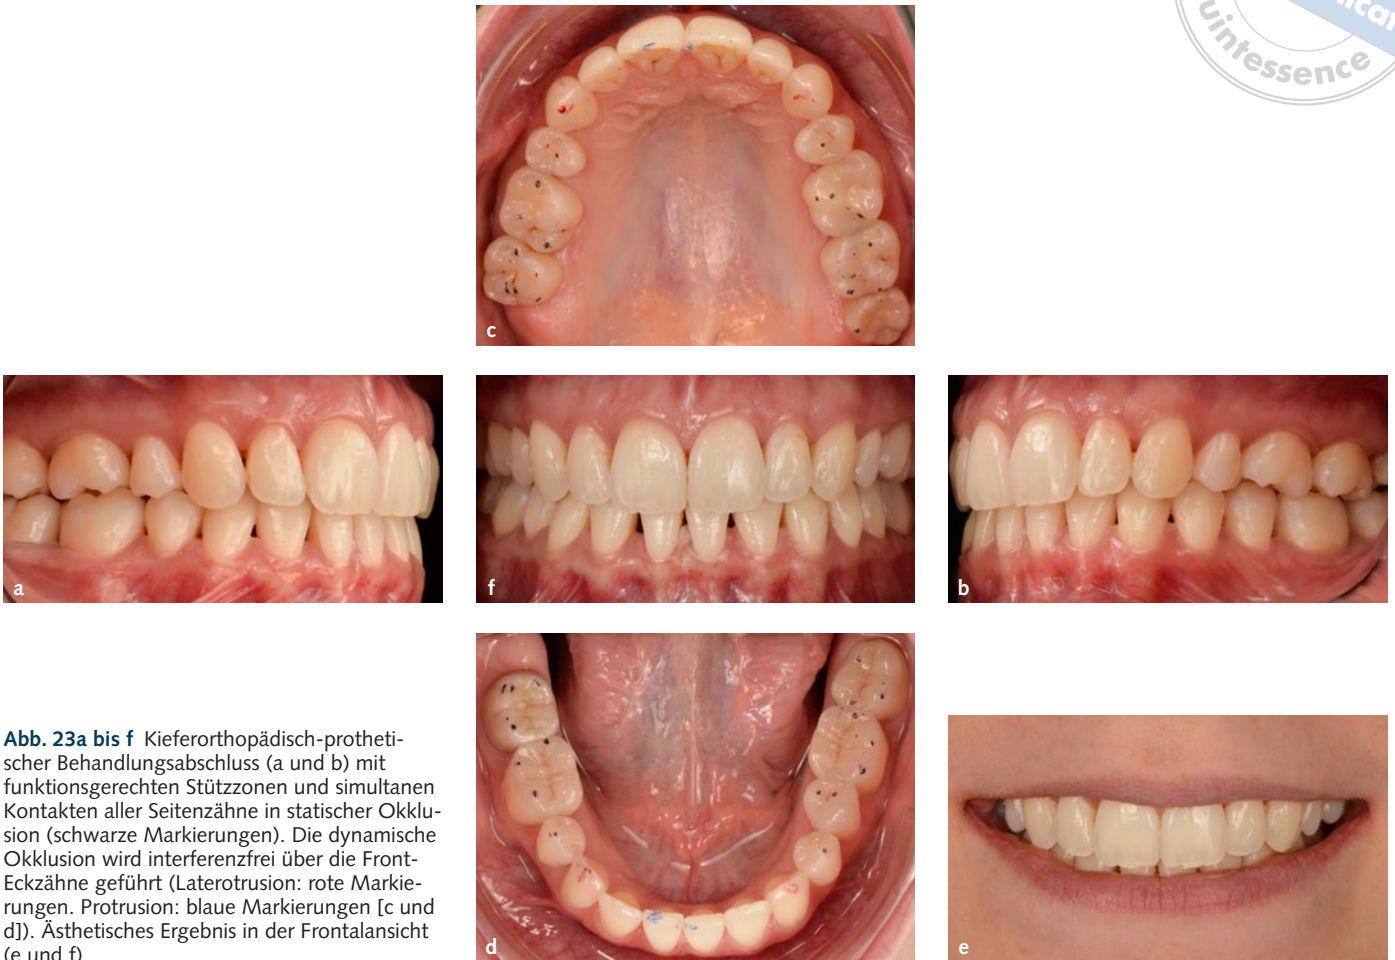 uintessence
c
a
f
b
Abb. 23a bis f Kieferorthopädisch-protheti-
scher Behandlungsabschluss (a und b) mit
funktionsgerechten Stützzonen und simultanen
Kontakten aller Seitenzähne in statischer Okklu-
sion (schwarze Markierungen). Die dynamische
Okklusion wird interferenzfrei über die Front-
Eckzähne geführt (Laterotrusion: rote Markie-
rungen. Protrusion: blaue Markierungen [c und
d]). Ästhetisches Ergebnis in der Frontalansicht
(e und f)
d
e